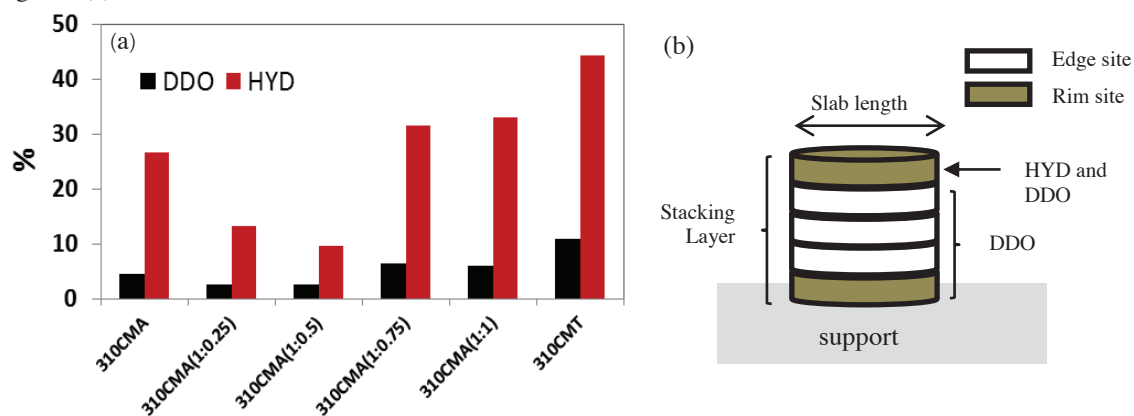 (a)
DDO HYD
50
40
30
20
10
0
%
310CMA
310CMA(1:0.25)
310CMA(1:0.5)
310CMA(1:0.75)
310CMA(1:1)
310CMT
(b)
Edge site
Rim site
Slab length
Stacking
Layer
HYD and
DDO
DDO
support